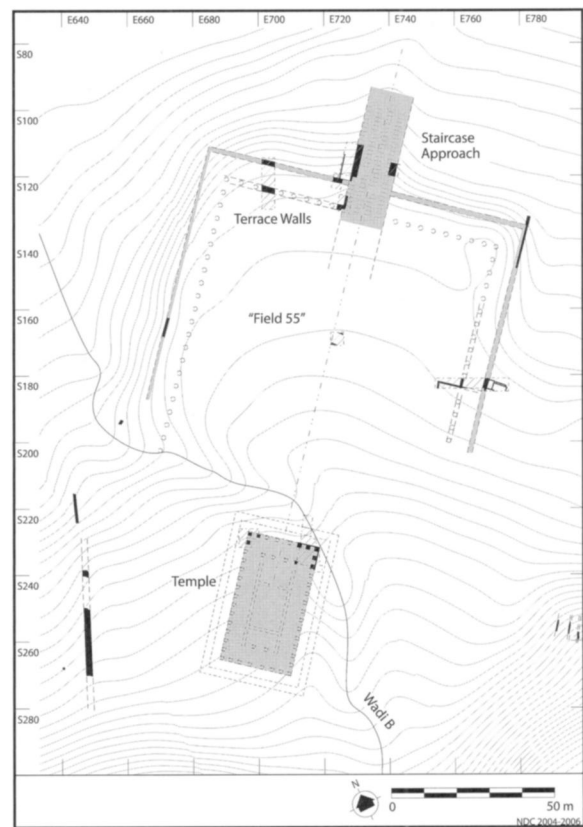 E640 E660 E680 E700 E720 E740 E760 E780
S80
S100
Staircase
Approach
S120
Terrace Walls
S140
"Field 55"
S160
S180
S200
S220
Temple
S240
S260
Wadi B
S280
N
0 50 m
NDC 2004-2006